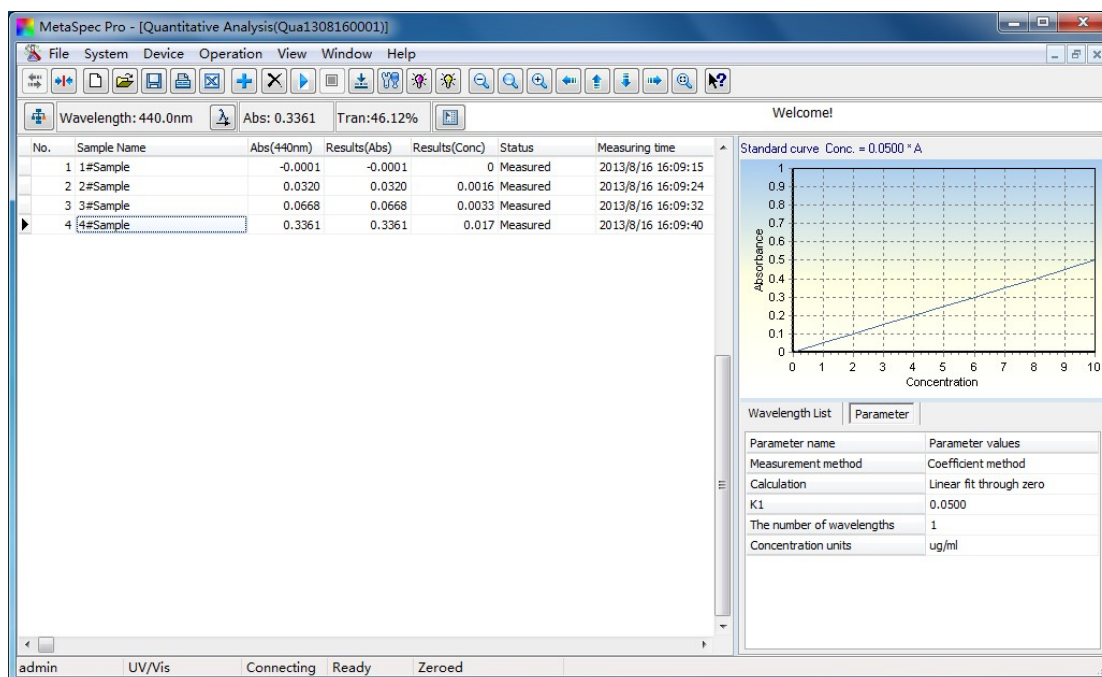 MetaSpec Pro - [Quantitative Analysis(Qua1308160001)]
File System Device Operation View Window Help
Wavelength: 440.0nm Abs: 0.3361 Tran:46.12% Welcome!
No. Sample Name Abs(440nm) Results(Abs) Results(Conc) Status Measuring time
1 1#Sample -0.0001 -0.0001 0 Measured 2013/8/16 16:09:15
2 2#Sample 0.0320 0.0320 0.0016 Measured 2013/8/16 16:09:24
3 3#Sample 0.0668 0.0668 0.0033 Measured 2013/8/16 16:09:32
4 4#Sample 0.3361 0.3361 0.017 Measured 2013/8/16 16:09:40
Standard curve Conc. = 0.0500 * A
1
0.9
0.8
0.7
0.6
0.5
0.4
0.3
0.2
0.1
0
Absorbance
0 1 2 3 4 5 6 7 8 9 10
Concentration
Wavelength List Parameter
Parameter name Parameter values
Measurement method Coefficient method
Calculation Linear fit through zero
K1 0.0500
The number of wavelengths 1
Concentration units ug/ml
admin UV/Vis Connecting Ready Zeroed